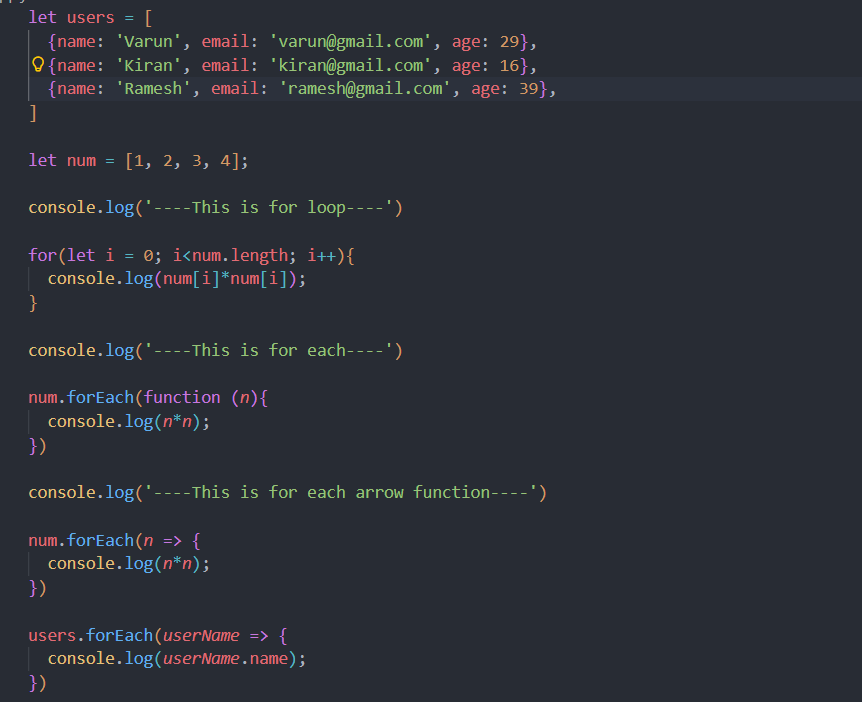 let users = [
  {name: 'Varun', email: 'varun@gmail.com', age: 29},
  {name: 'Kiran', email: 'kiran@gmail.com', age: 16},
  {name: 'Ramesh', email: 'ramesh@gmail.com', age: 39},
]

let num = [1, 2, 3, 4];

console.log('----This is for loop----')

for(let i = 0; i<num.length; i++){
  console.log(num[i]*num[i]);
}

console.log('----This is for each----')

num.forEach(function (n){
  console.log(n*n);
})

console.log('----This is for each arrow function----')

num.forEach(n => {
  console.log(n*n);
})

users.forEach(userName => {
  console.log(userName.name);
})